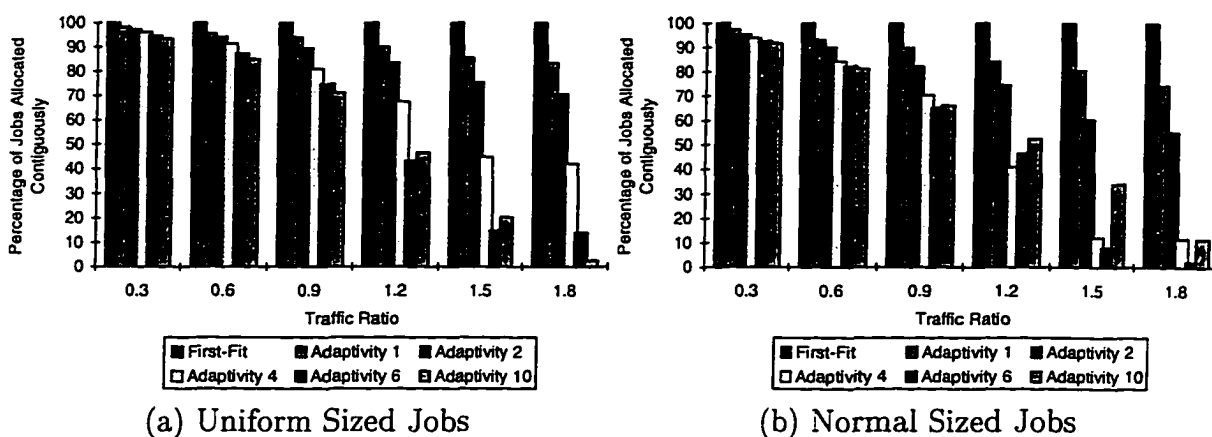 Percentage of Jobs Allocated
Contiguously
100
90
80
70
60
50
40
30
20
10
0
0.3 0.6 0.9 1.2 1.5 1.8
Traffic Ratio
First-Fit Adaptivity 1 Adaptivity 2
Adaptivity 4 Adaptivity 6 Adaptivity 10
(a) Uniform Sized Jobs
Percentage of Jobs Allocated
Contiguously
100
90
80
70
60
50
40
30
20
10
0
0.3 0.6 0.9 1.2 1.5 1.8
Traffic Ratio
First-Fit Adaptivity 1 Adaptivity 2
Adaptivity 4 Adaptivity 6 Adaptivity 10
(b) Normal Sized Jobs